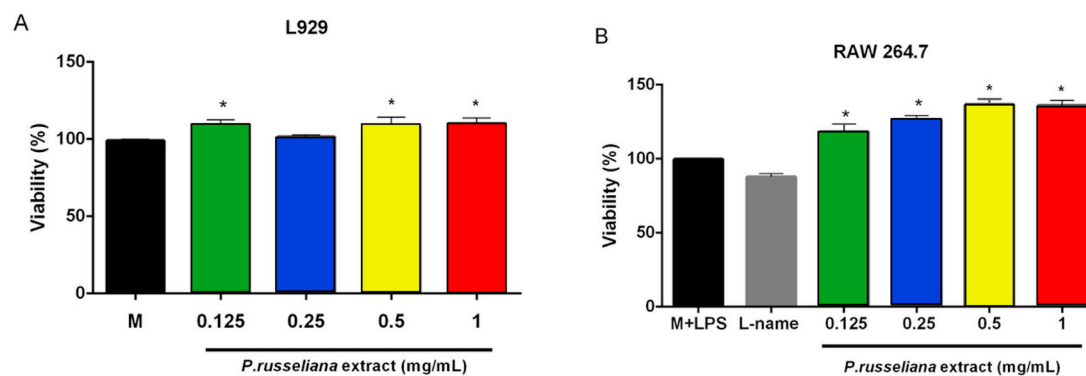 A
L929
Viability (%)
150
100
50
0
*
*
*
M 0.125 0.25 0.5 1
P.russeliana extract (mg/mL)
B
RAW 264.7
Viability (%)
150
100
50
0
*
*
*
*
M+LPS L-name 0.125 0.25 0.5 1
P.russeliana extract (mg/mL)